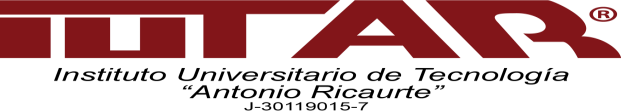 IUTAR®
Instituto Universitario de Tecnología
“Antonio Ricaurte”
J-30119015-7